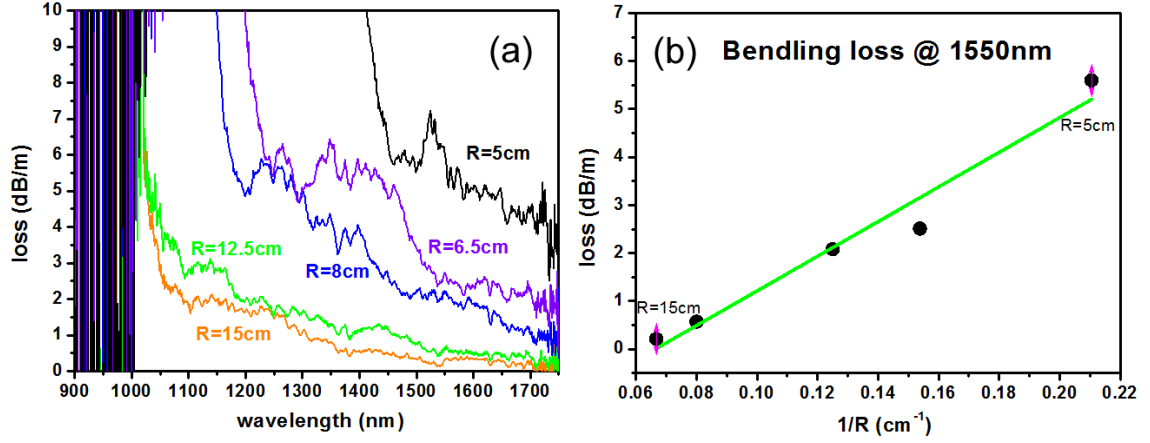 (a)
10
9
8
7
6
5
4
3
2
1
0
loss (dB/m)
R=5cm
R=6.5cm
R=12.5cm
R=8cm
R=15cm
900 1000 1100 1200 1300 1400 1500 1600 1700
wavelength (nm)
(b)
Bendling loss @ 1550nm
7
6
5
4
3
2
1
0
loss (dB/m)
R=5cm
R=15cm
0.06 0.08 0.10 0.12 0.14 0.16 0.18 0.20 0.22
1/R (cm⁻¹)